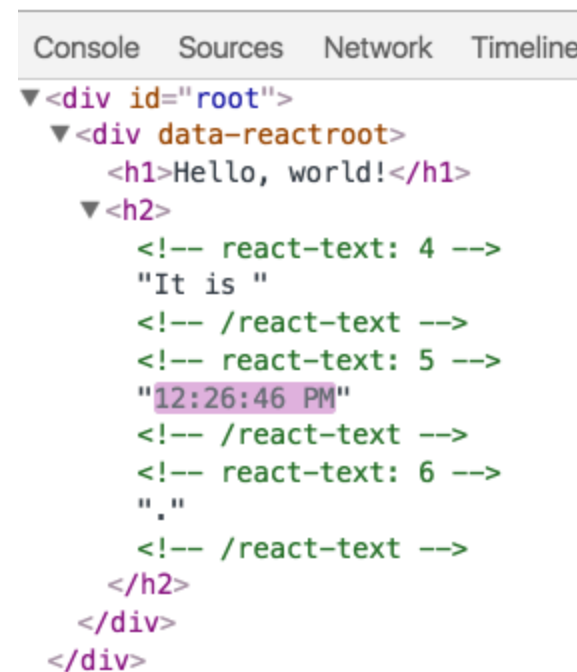 Console Sources Network Timeline
▼<div id="root">
▼<div data-reactroot>
<h1>Hello, world!</h1>
▼<h2>
<!-- react-text: 4 -->
"It is "
<!-- /react-text -->
<!-- react-text: 5 -->
"12:26:46 PM"
<!-- /react-text -->
<!-- react-text: 6 -->
"."
<!-- /react-text -->
</h2>
</div>
</div>